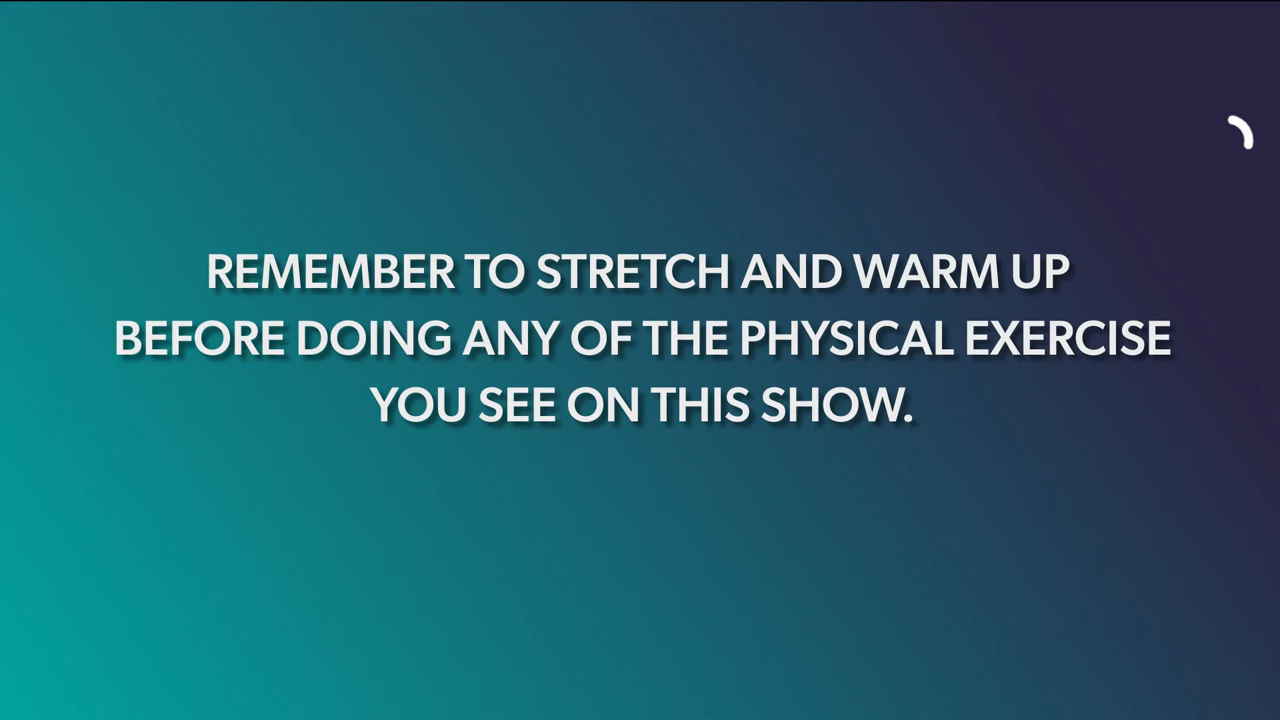 REMEMBER TO STRETCH AND WARM UP
BEFORE DOING ANY OF THE PHYSICAL EXERCISE
YOU SEE ON THIS SHOW.